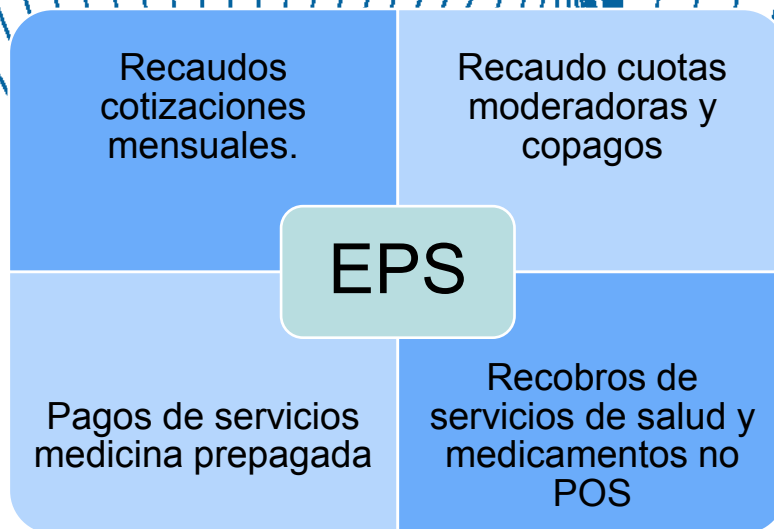 Recaudos
cotizaciones
mensuales.
Recaudo cuotas
moderadoras y
copagos
EPS
Pagos de servicios
medicina prepagada
Recobros de
servicios de salud y
medicamentos no
POS